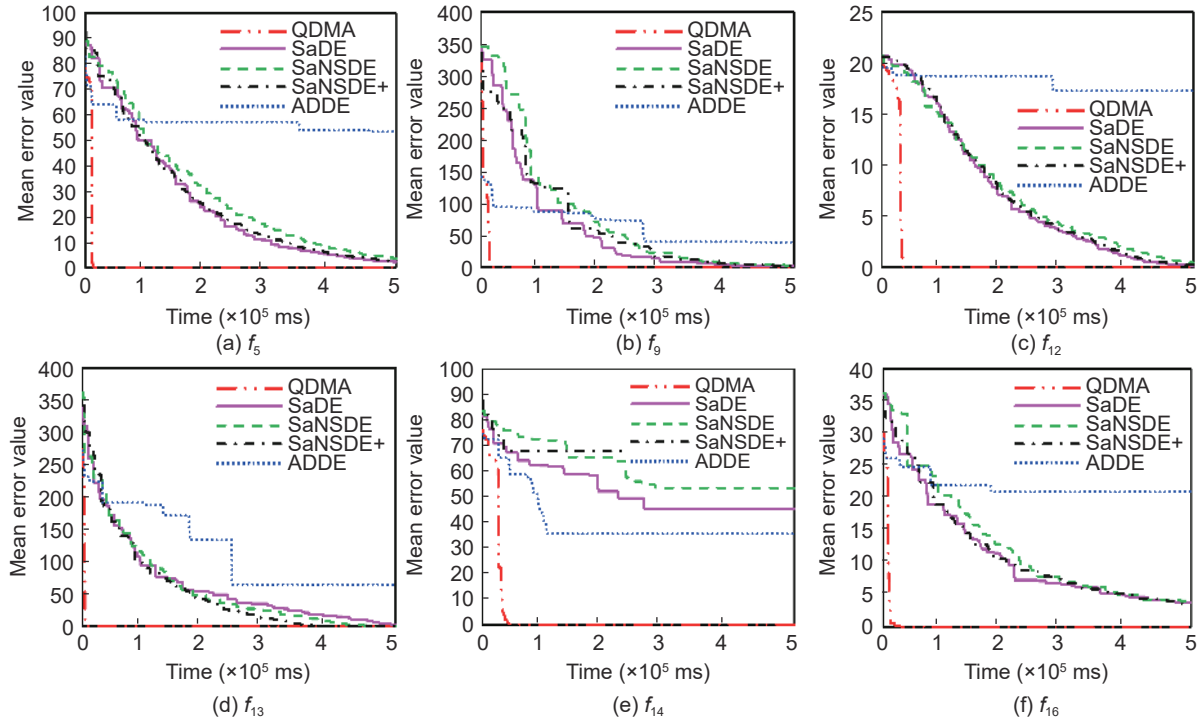 100
90
80
70
60
50
40
30
20
10
0
Mean error value
QDMA
SaDE
SaNSDE
SaNSDE+
ADDE
0 1 2 3 4 5
Time (×10⁵ ms)
(a) f₅
400
350
300
250
200
150
100
50
0
Mean error value
QDMA
SaDE
SaNSDE
SaNSDE+
ADDE
0 1 2 3 4 5
Time (×10⁵ ms)
(b) f₉
25
20
15
10
5
0
Mean error value
QDMA
SaDE
SaNSDE
SaNSDE+
ADDE
0 1 2 3 4 5
Time (×10⁵ ms)
(c) f₁₂
400
350
300
250
200
150
100
50
0
Mean error value
QDMA
SaDE
SaNSDE
SaNSDE+
ADDE
0 1 2 3 4 5
Time (×10⁵ ms)
(d) f₁₃
100
90
80
70
60
50
40
30
20
10
0
Mean error value
QDMA
SaDE
SaNSDE
SaNSDE+
ADDE
0 1 2 3 4 5
Time (×10⁵ ms)
(e) f₁₄
40
35
30
25
20
15
10
5
0
Mean error value
QDMA
SaDE
SaNSDE
SaNSDE+
ADDE
0 1 2 3 4 5
Time (×10⁵ ms)
(f) f₁₆